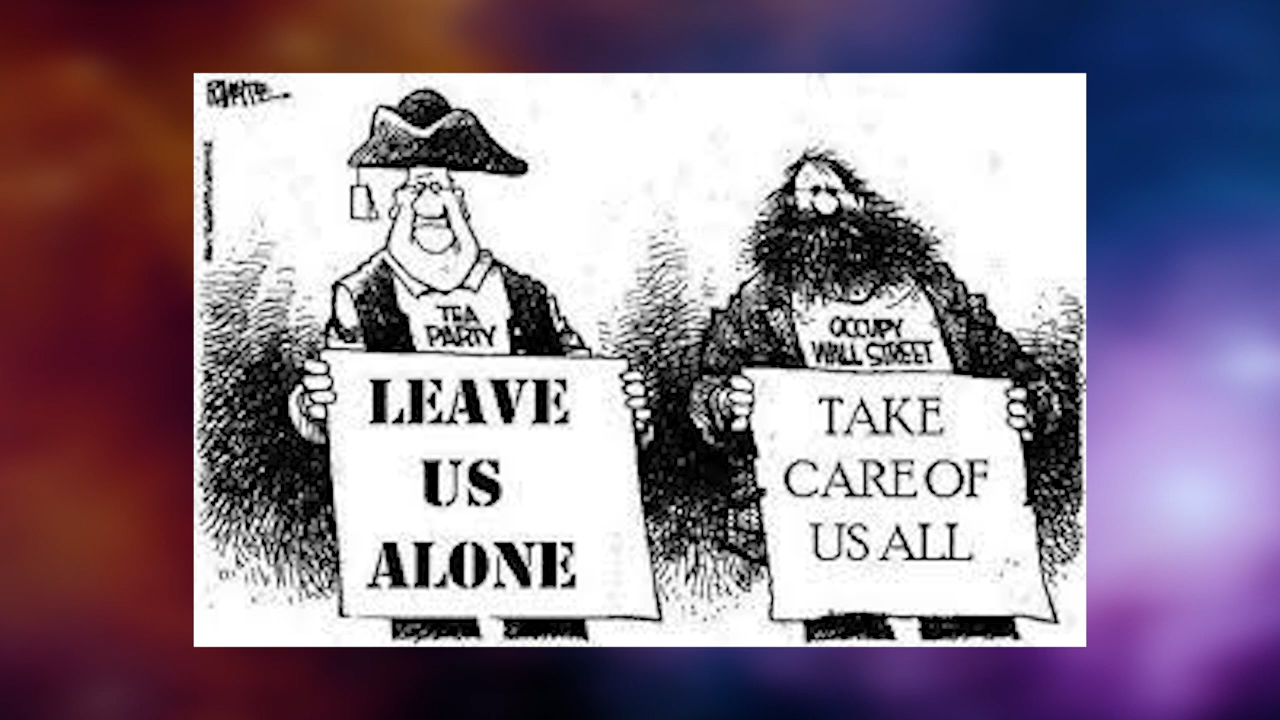 TEA
PARTY
LEAVE
US
ALONE
OCCUPY
WALL STREET
TAKE
CARE OF
US ALL